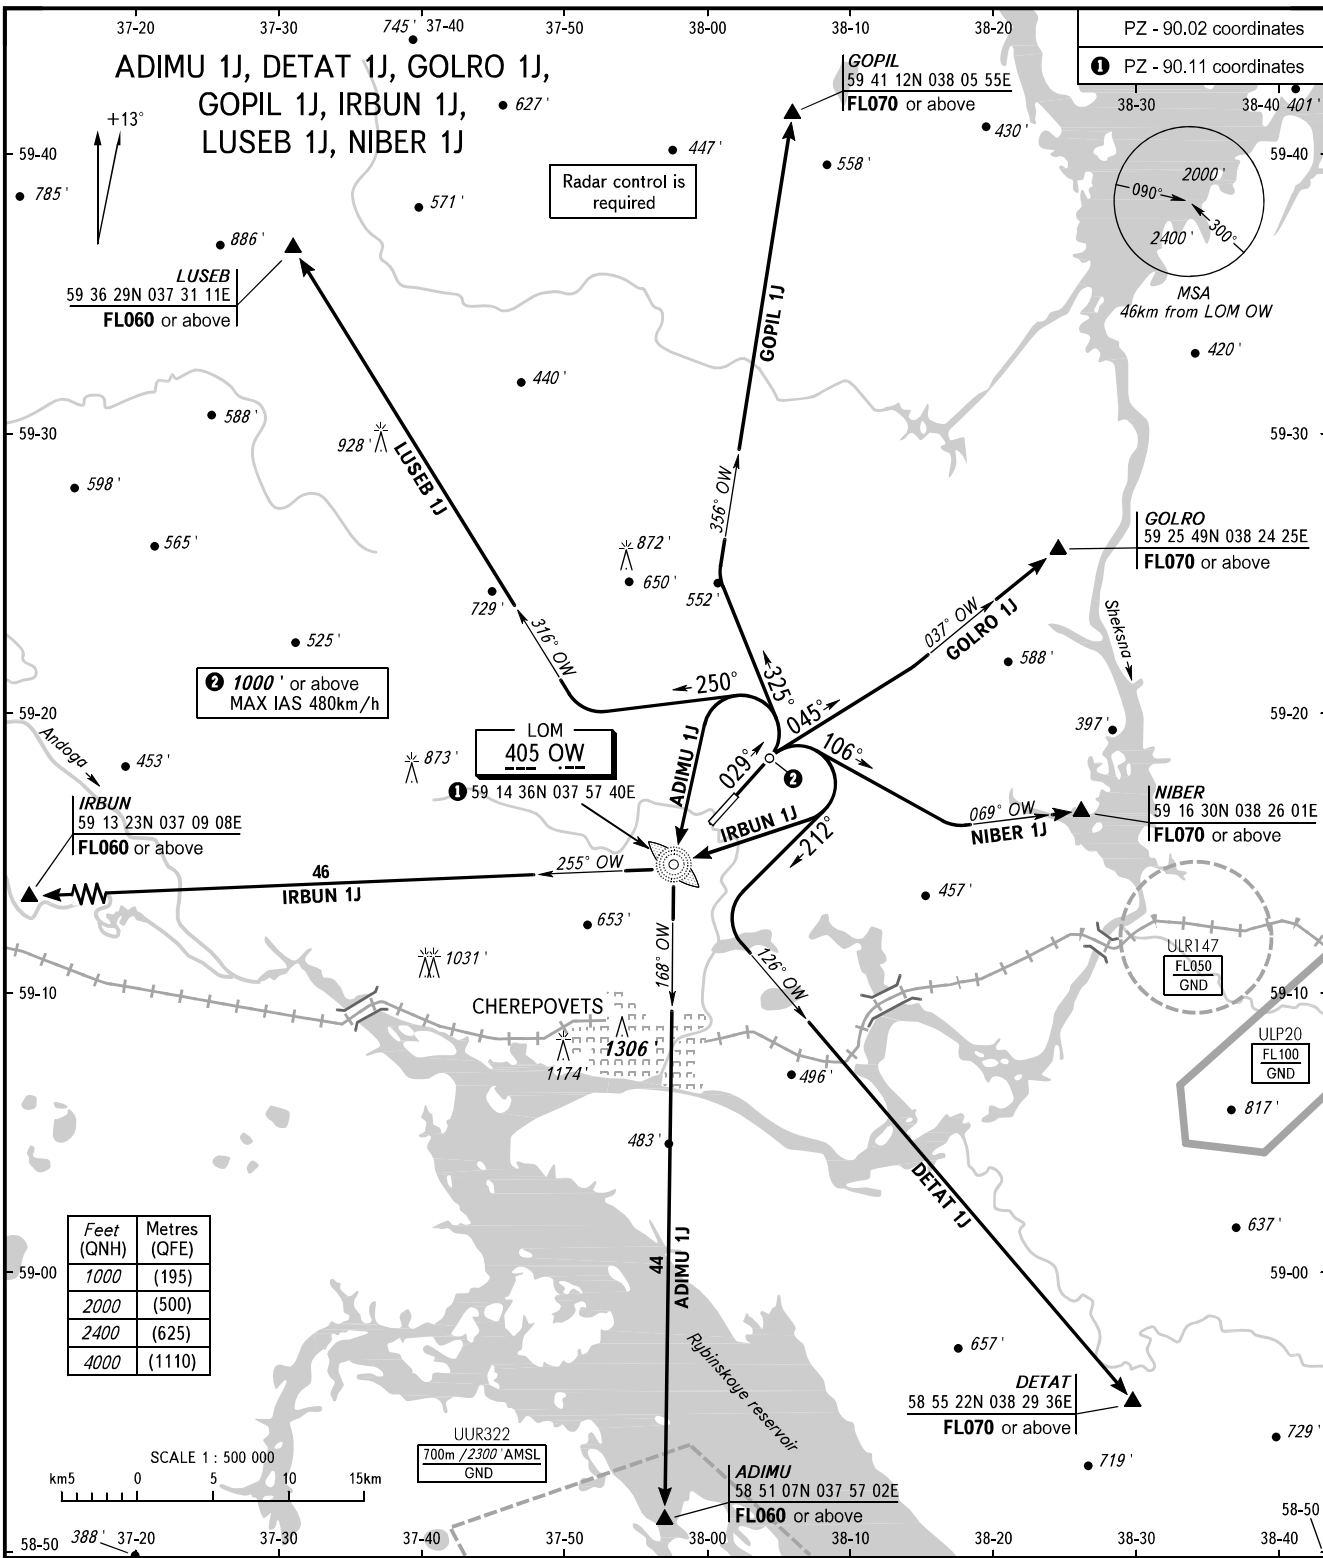 37-20
37-30
745'
37-40
37-50
38-00
38-10
38-20
PZ - 90.02 coordinates
❶ PZ - 90.11 coordinates
38-30
38-40
401'
ADIMU 1J, DETAT 1J, GOLRO 1J,
GOPIL 1J, IRBUN 1J,
LUSEB 1J, NIBER 1J
+13°
GOPIL
59 41 12N 038 05 55E
FL070 or above
627'
430'
59-40
447'
558'
59-40
785'
571'
Radar control is
required
2000'
090°
300°
2400'
MSA
46km from LOM OW
886'
LUSEB
59 36 29N 037 31 11E
FL060 or above
GOPIL 1J
420'
440'
588'
59-30
928'
59-30
LUSEB 1J
598'
356° OW
565'
872'
650'
552'
GOLRO
59 25 49N 038 24 25E
FL070 or above
729'
Sheksna
316° OW
037° OW
GOLRO 1J
525'
588'
❷ 1000' or above
MAX IAS 480km/h
250°
325°
045°
59-20
397'
59-20
LOM
405 OW
❶ 59 14 36N 037 57 40E
ADIMU 1J
029°
❷
106°
Andoga
453'
873'
IRBUN
59 13 23N 037 09 08E
FL060 or above
IRBUN 1J
212°
069° OW
NIBER 1J
NIBER
59 16 30N 038 26 01E
FL070 or above
255° OW
46
IRBUN 1J
457'
653'
168° OW
126° OW
1031'
ULR147
FL050
GND
59-10
59-10
CHEREPOVETS
1306'
1174'
496'
ULP20
FL100
GND
817'
483'
DETAT 1J
637'
Feet
(QNH)
Metres
(QFE)
1000 (195)
2000 (500)
2400 (625)
4000 (1110)
44
ADIMU 1J
59-00
59-00
Rybinskoye reservoir
657'
DETAT
58 55 22N 038 29 36E
FL070 or above
729'
719'
UUR322
700m / 2300' AMSL
GND
SCALE 1 : 500 000
km5 0 5 10 15km
ADIMU
58 51 07N 037 57 02E
FL060 or above
58-50
388'
37-20
37-30
37-40
37-50
38-00
38-10
38-20
38-30
38-40
58-50